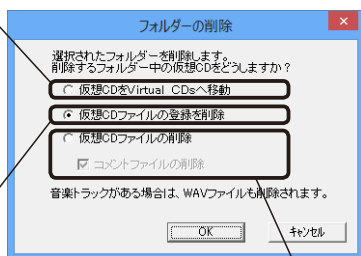 フォルダーの削除
選択されたフォルダーを削除します。
削除するフォルダー中の仮想CDをどうしますか？
仮想CDをVirtual CDsへ移動
仮想CDファイルの登録を削除
仮想CDファイルの削除
コメントファイルの削除
音楽トラックがある場合は、WAVファイルも削除されます。
OK
キャンセル